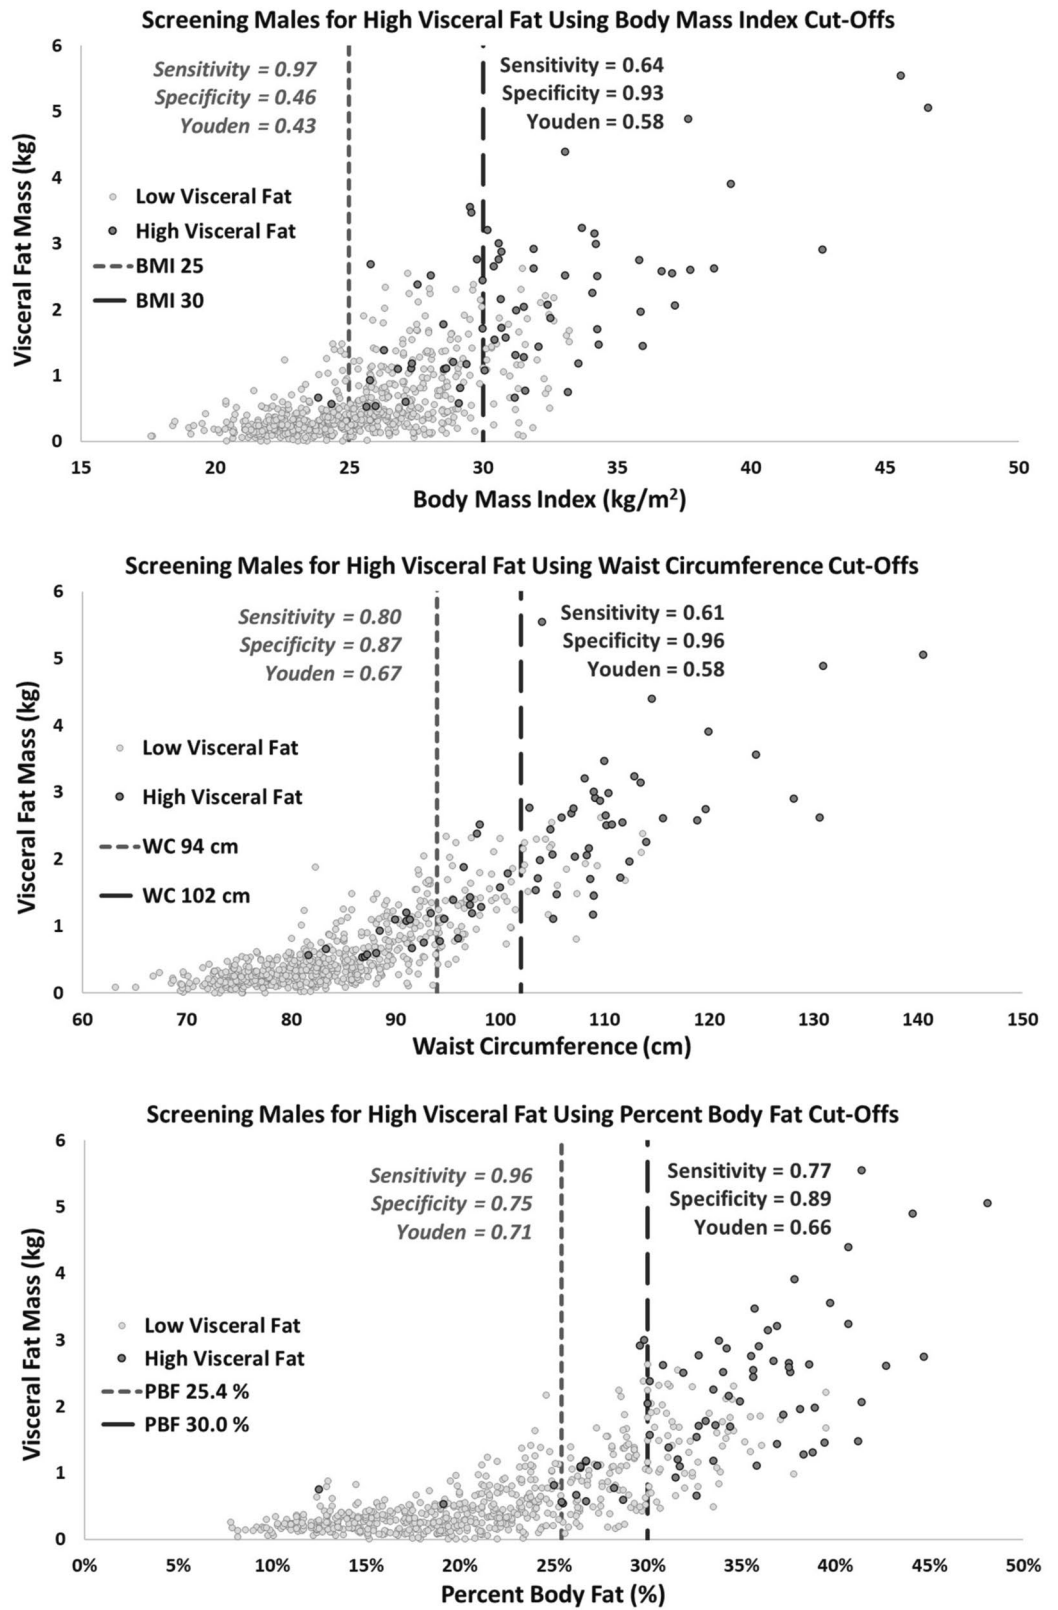 Screening Males for High Visceral Fat Using Body Mass Index Cut-Offs
Sensitivity = 0.97
Specificity = 0.46
Youden = 0.43
Sensitivity = 0.64
Specificity = 0.93
Youden = 0.58
Low Visceral Fat
High Visceral Fat
BMI 25
BMI 30
Visceral Fat Mass (kg)
6
5
4
3
2
1
0
15 20 25 30 35 40 45 50
Body Mass Index (kg/m²)
Screening Males for High Visceral Fat Using Waist Circumference Cut-Offs
Sensitivity = 0.80
Specificity = 0.87
Youden = 0.67
Sensitivity = 0.61
Specificity = 0.96
Youden = 0.58
Low Visceral Fat
High Visceral Fat
WC 94 cm
WC 102 cm
Visceral Fat Mass (kg)
6
5
4
3
2
1
0
60 70 80 90 100 110 120 130 140 150
Waist Circumference (cm)
Screening Males for High Visceral Fat Using Percent Body Fat Cut-Offs
Sensitivity = 0.96
Specificity = 0.75
Youden = 0.71
Sensitivity = 0.77
Specificity = 0.89
Youden = 0.66
Low Visceral Fat
High Visceral Fat
PBF 25.4 %
PBF 30.0 %
Visceral Fat Mass (kg)
6
5
4
3
2
1
0
0% 5% 10% 15% 20% 25% 30% 35% 40% 45% 50%
Percent Body Fat (%)